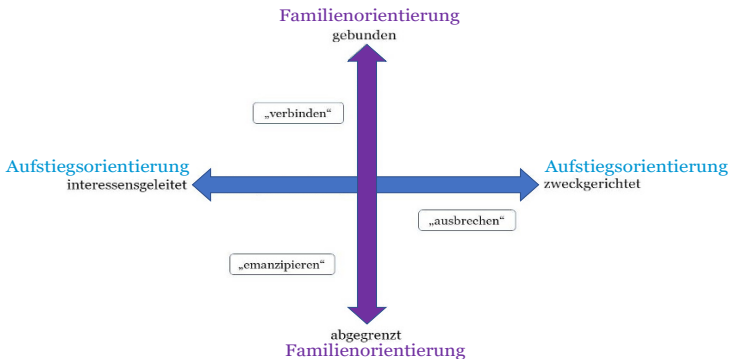 Familienorientierung
gebunden
„verbinden“
Aufstiegsorientierung
interessensgeleitet
Aufstiegsorientierung
zweckgerichtet
„ausbrechen“
„emanzipieren“
abgegrenzt
Familienorientierung